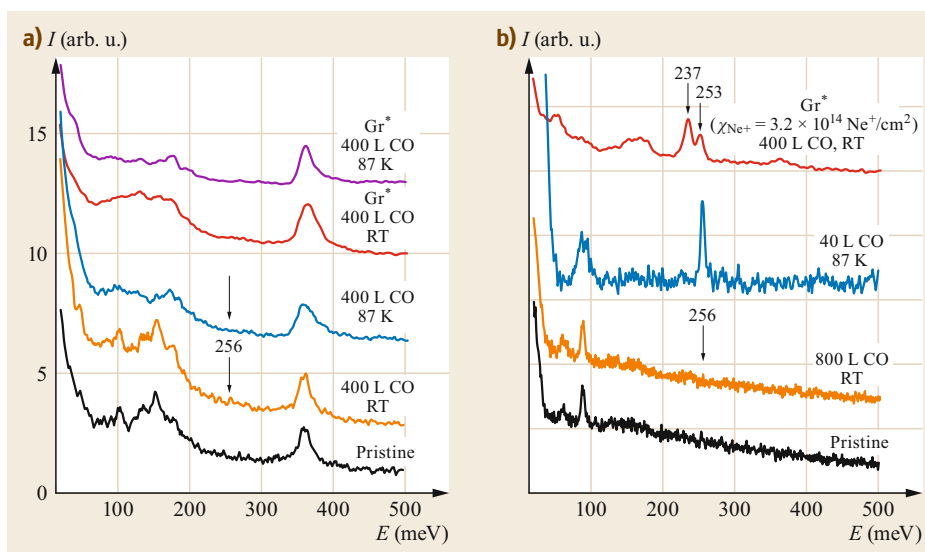 a) I (arb. u.)
15
10
5
0
Gr*
400 L CO
87 K
Gr*
400 L CO
RT
400 L CO
87 K
256
400 L CO
RT
Pristine
100 200 300 400 500
E (meV)
b) I (arb. u.)
237
253
Gr*
(χNe+ = 3.2 × 10¹⁴ Ne⁺/cm²)
400 L CO, RT
40 L CO
87 K
256
800 L CO
RT
Pristine
100 200 300 400 500
E (meV)